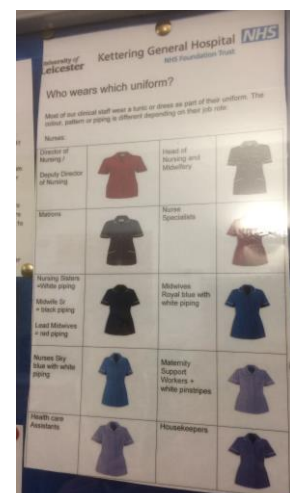 University of
Leicester
Kettering General Hospital NHS
NHS Foundation Trust
Who wears which uniform?
Most of our clinical staff wear a tunic or dress as part of their uniform. The
colour, pattern or piping is different depending on their job role.
Nurses:
Director of
Nursing /
Deputy Director
of Nursing
Head of
Nursing and
Midwifery
Matrons
Nurse
Specialists
Nursing Sisters
=White piping
Midwife Sr
= black piping
Lead Midwives
= red piping
Midwives
Royal blue with
white piping
Nurses Sky
blue with white
piping
Maternity
Support
Workers =
white pinstripes
Health care
Assistants
Housekeepers